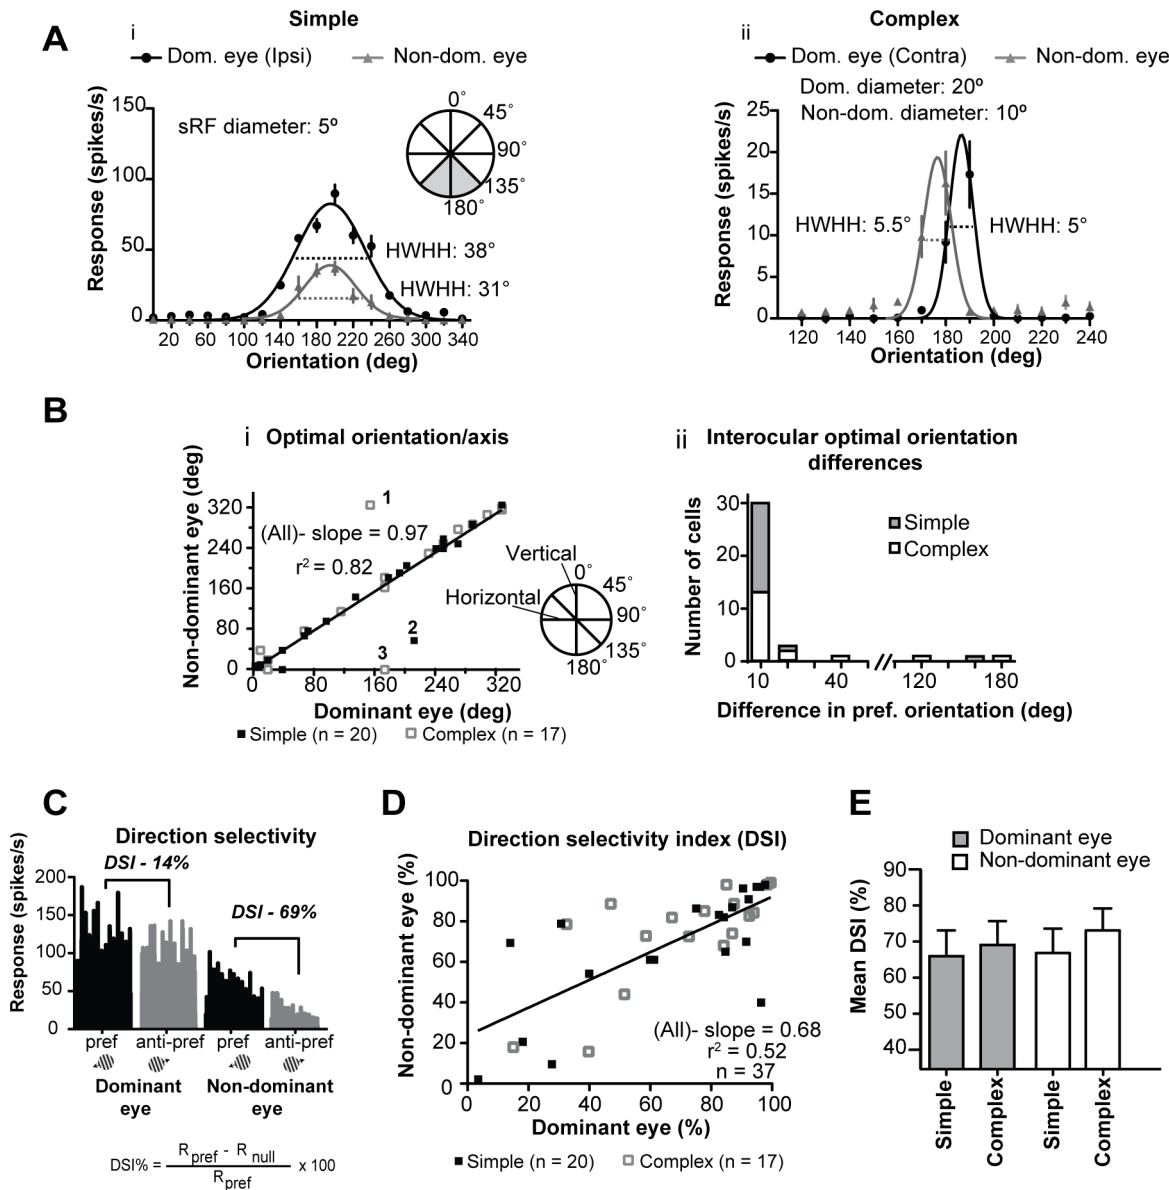 A
Simple
i
Dom. eye (Ipsi)
Non-dom. eye
sRF diameter: 5º
0°
45°
90°
135°
180°
Response (spikes/s)
150
100
50
0
HWHH: 38°
HWHH: 31°
20 60 100 140 180 220 260 300 340
Orientation (deg)
Complex
ii
Dom. eye (Contra)
Non-dom. eye
Dom. diameter: 20º
Non-dom. diameter: 10º
Response (spikes/s)
25
20
15
10
5
0
HWHH: 5.5°
HWHH: 5°
120 140 160 180 200 220 240
Orientation (deg)
B
i Optimal orientation/axis
Non-dominant eye (deg)
320
240
160
80
0
1
(All)- slope = 0.97
r² = 0.82
2
3
Vertical
Horizontal
0°
45°
90°
135°
180°
0 80 160 240 320
Dominant eye (deg)
Simple (n = 20) Complex (n = 17)
ii Interocular optimal orientation
differences
Number of cells
30
20
10
0
Simple
Complex
10 40 120 180
Difference in pref. orientation (deg)
C
Direction selectivity
Response (spikes/s)
200
150
100
50
0
DSI - 14%
DSI - 69%
pref anti-pref pref anti-pref
Dominant
eye
Non-dominant
eye
DSI% = R pref - R null / R pref x 100
D
Direction selectivity index (DSI)
Non-dominant eye (%)
100
80
60
40
20
0
(All)- slope = 0.68
r² = 0.52
n = 37
0 20 40 60 80 100
Dominant eye (%)
Simple (n = 20) Complex (n = 17)
E
Dominant eye
Non-dominant eye
Mean DSI (%)
90
80
70
60
50
40
Simple
Complex
Simple
Complex